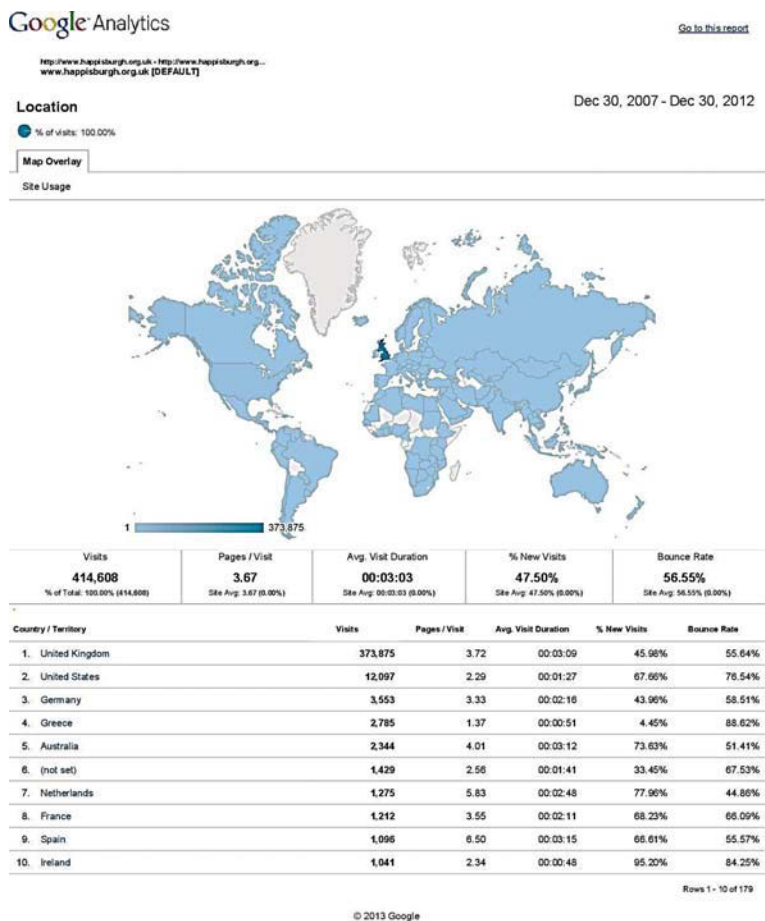 Google Analytics
Go to this report
http://www.happisburgh.org.uk - http://www.happisburgh.org...
www.happisburgh.org.uk [DEFAULT]
Location
Dec 30, 2007 - Dec 30, 2012
% of visits: 100.00%
Map Overlay
Site Usage
1 373,875
Visits Pages / Visit Avg. Visit Duration % New Visits Bounce Rate
414,608 3.67 00:03:03 47.50% 56.55%
% of Total: 100.00% (414,608) Site Avg: 3.67 (0.00%) Site Avg: 00:03:03 (0.00%) Site Avg: 47.50% (0.00%) Site Avg: 56.55% (0.00%)
Country / Territory Visits Pages / Visit Avg. Visit Duration % New Visits Bounce Rate
1. United Kingdom 373,875 3.72 00:03:09 45.98% 55.64%
2. United States 12,097 2.29 00:01:27 67.66% 76.54%
3. Germany 3,553 3.33 00:02:16 43.96% 58.51%
4. Greece 2,785 1.37 00:00:51 4.45% 88.62%
5. Australia 2,344 4.01 00:03:12 73.63% 51.41%
6. (not set) 1,429 2.56 00:01:41 33.45% 67.53%
7. Netherlands 1,275 5.83 00:02:48 77.96% 44.86%
8. France 1,212 3.55 00:02:11 68.23% 66.09%
9. Spain 1,096 6.50 00:03:15 66.61% 55.57%
10. Ireland 1,041 2.34 00:00:48 95.20% 84.25%
Rows 1 - 10 of 179
© 2013 Google